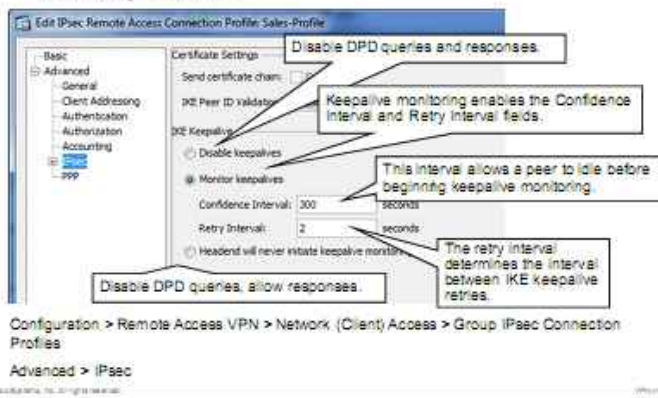 Edit IPsec Remote Access Connection Profile: Sales-Profile
Basic
Advanced
General
Client Addressing
Authentication
Authorization
Accounting
IPsec
PPP
Certificate Settings
Send certificate chain:
IKE Peer ID Validation
IKE Keepalive
Disable keepalives
Monitor keepalives
Confidence Interval: 300 seconds
Retry Interval: 2 seconds
Headend will never initiate keepalive monitoring
Disable DPD queries and responses.
Keepalive monitoring enables the Confidence
Interval and Retry Interval fields.
This interval allows a peer to idle before
beginning keepalive monitoring.
The retry interval
determines the interval
between IKE keepalive
retries.
Disable DPD queries, allow responses.
Configuration > Remote Access VPN > Network (Client) Access > Group IPsec Connection
Profiles
Advanced > IPsec